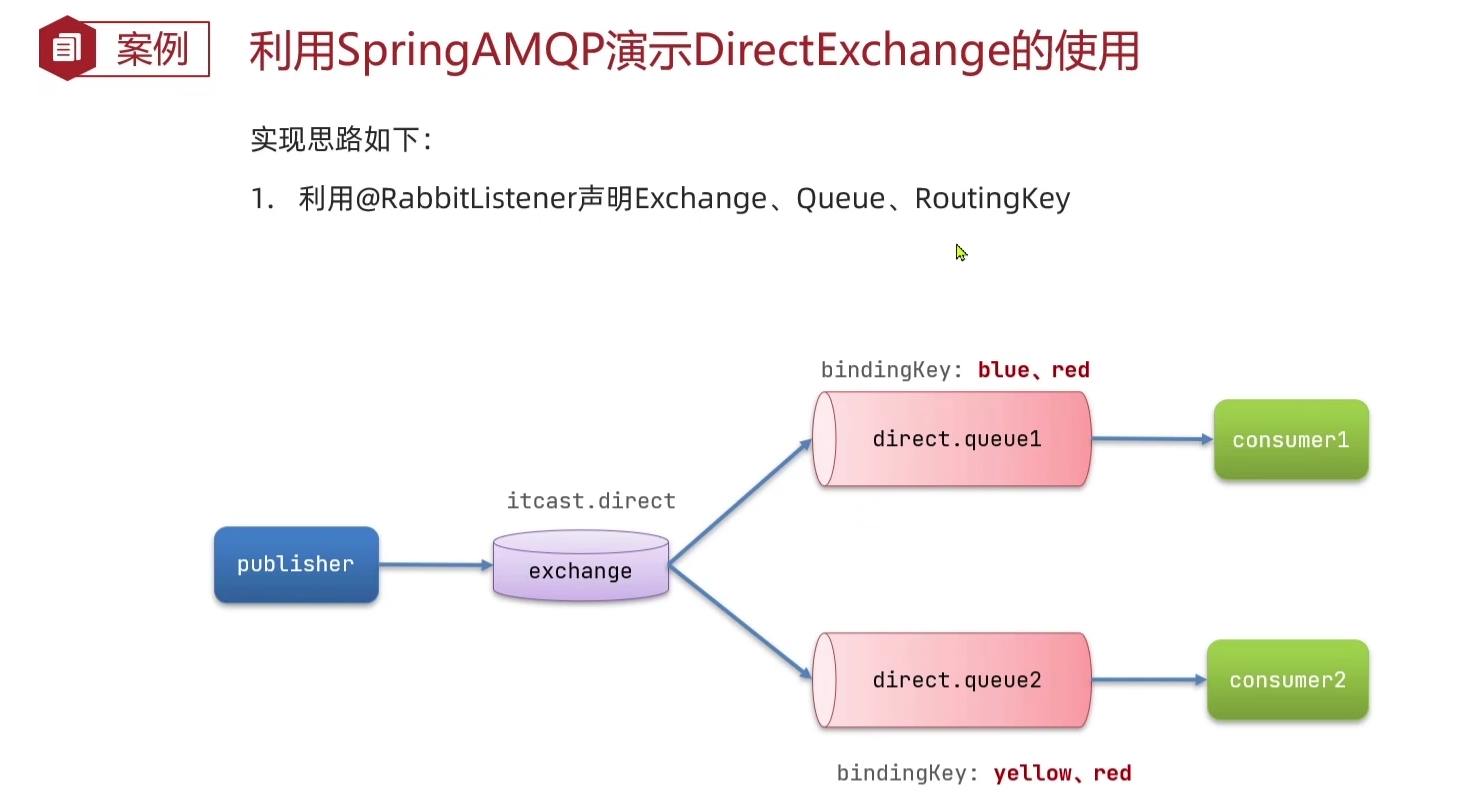 案例
利用SpringAMQP演示DirectExchange的使用
实现思路如下：
1. 利用@RabbitListener声明Exchange、Queue、RoutingKey
bindingKey: blue、red
direct.queue1
consumer1
itcast.direct
publisher
exchange
direct.queue2
consumer2
bindingKey: yellow、red